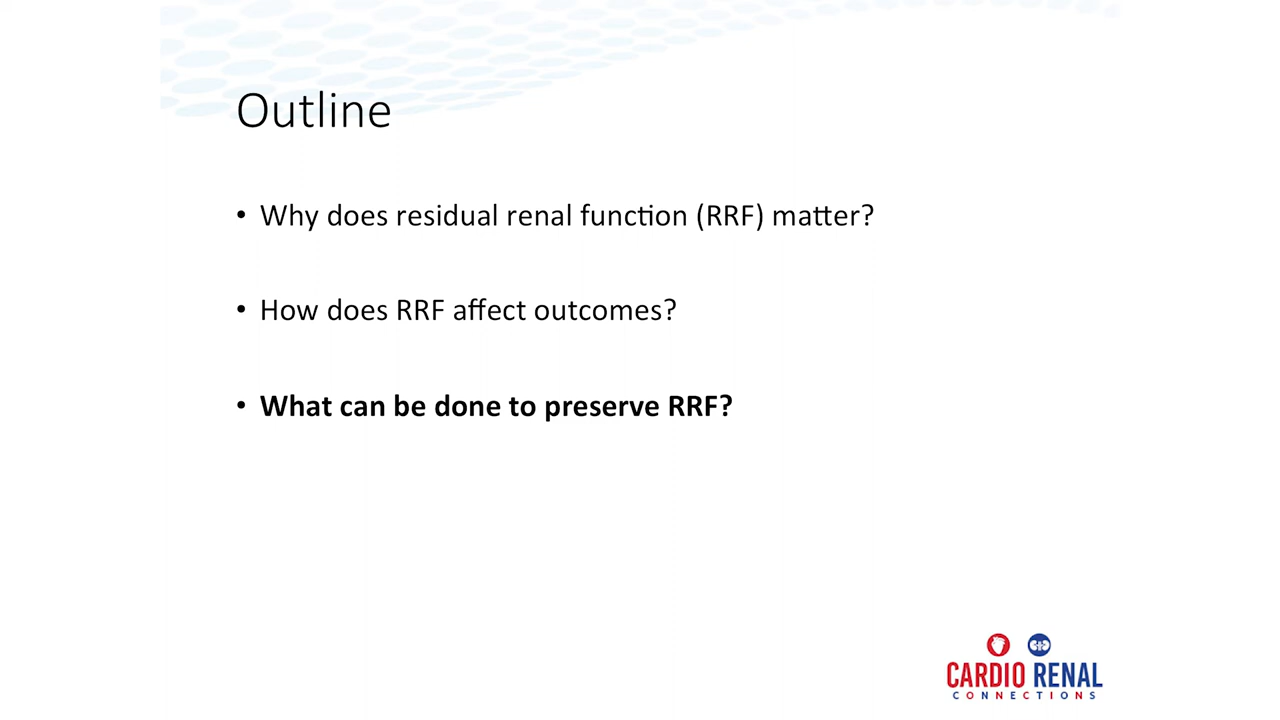 Outline
• Why does residual renal function (RRF) matter?
• How does RRF affect outcomes?
• What can be done to preserve RRF?
CARDIO RENAL
CONNECTIONS